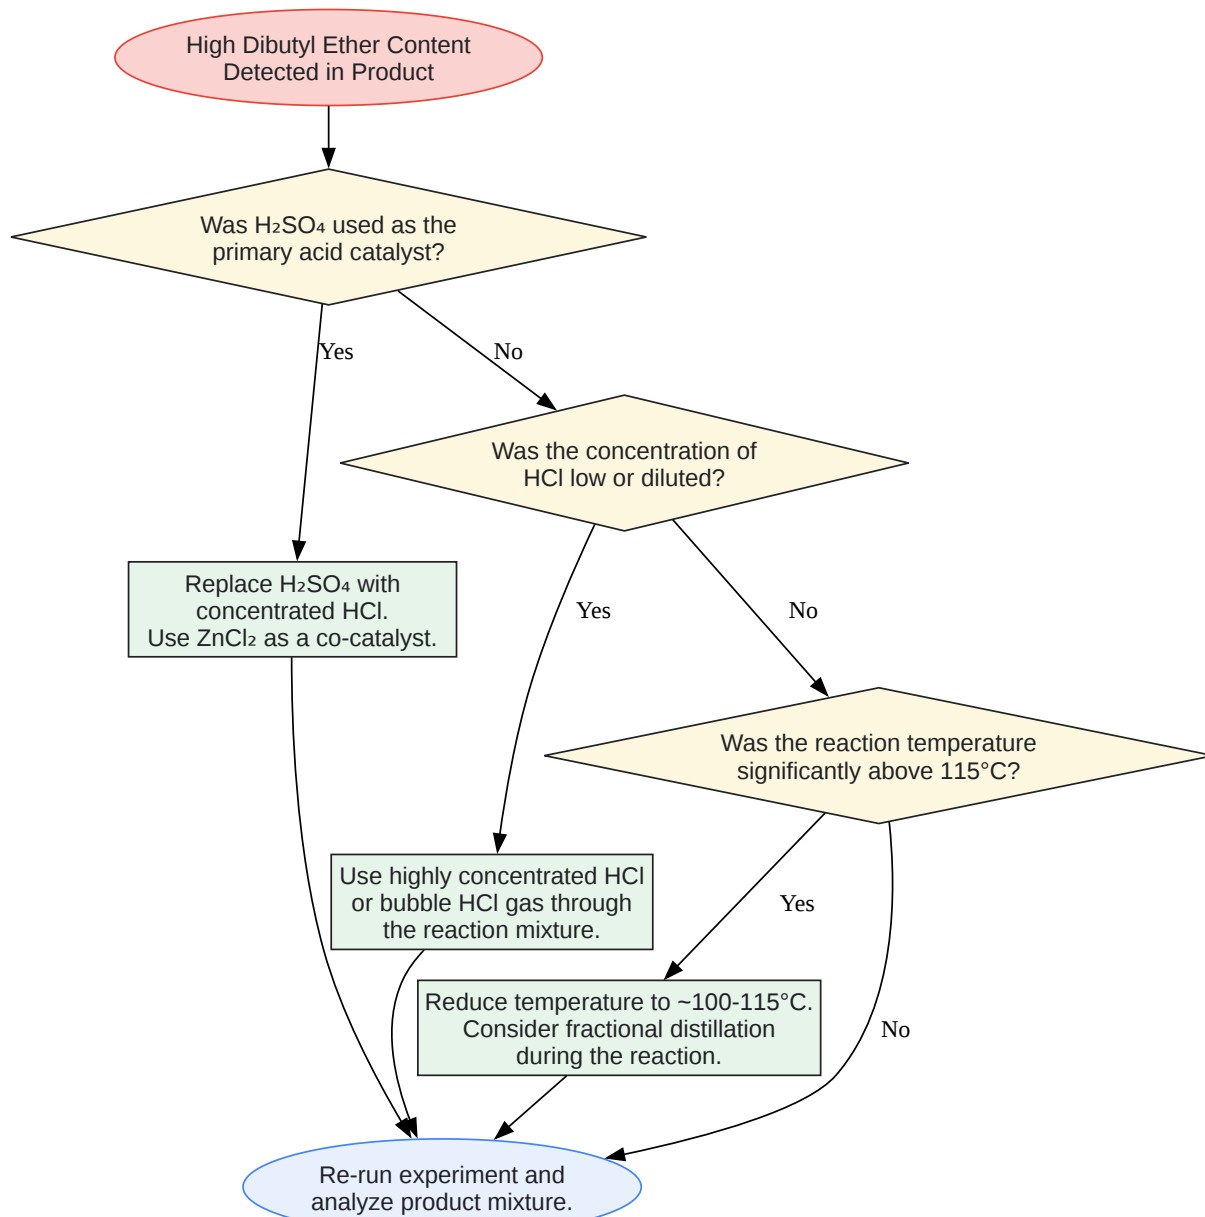 High Dibutyl Ether Content
Detected in Product
Was H₂SO₄ used as the
primary acid catalyst?
Yes
No
Was the concentration of
HCl low or diluted?
Replace H₂SO₄ with
concentrated HCl.
Use ZnCl₂ as a co-catalyst.
Yes
No
Was the reaction temperature
significantly above 115°C?
Use highly concentrated HCl
or bubble HCl gas through
the reaction mixture.
Yes
Reduce temperature to ~100-115°C.
Consider fractional distillation
during the reaction.
No
Re-run experiment and
analyze product mixture.